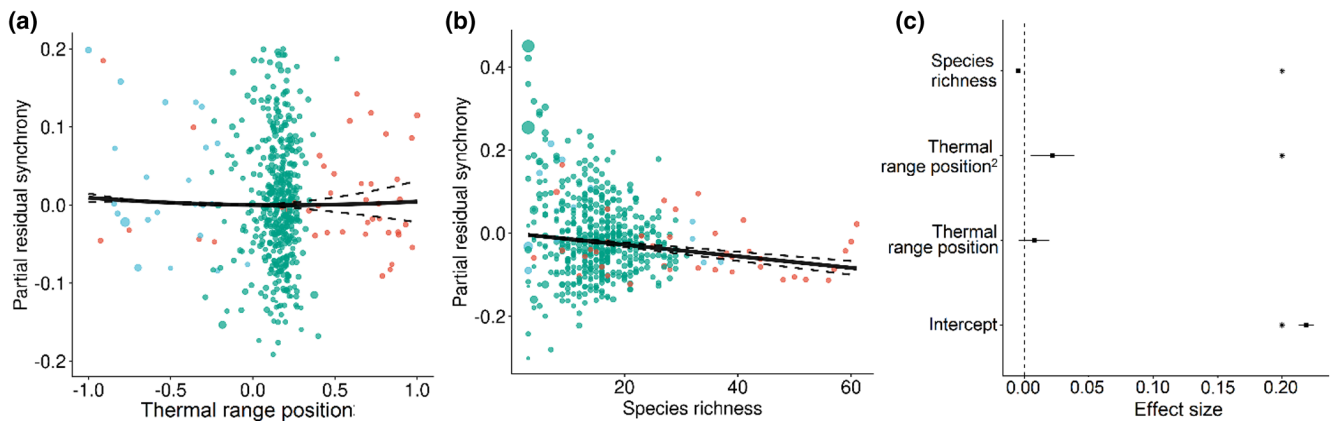 (a)
0.2
0.1
0.0
-0.1
-0.2
Partial residual synchrony
-1.0 -0.5 0.0 0.5 1.0
Thermal range position
(b)
0.4
0.2
0.0
-0.2
Partial residual synchrony
20 40 60
Species richness
(c)
Species
richness
*
Thermal
range position²
*
Thermal
range position
Intercept
*
0.00 0.05 0.10 0.15 0.20
Effect size